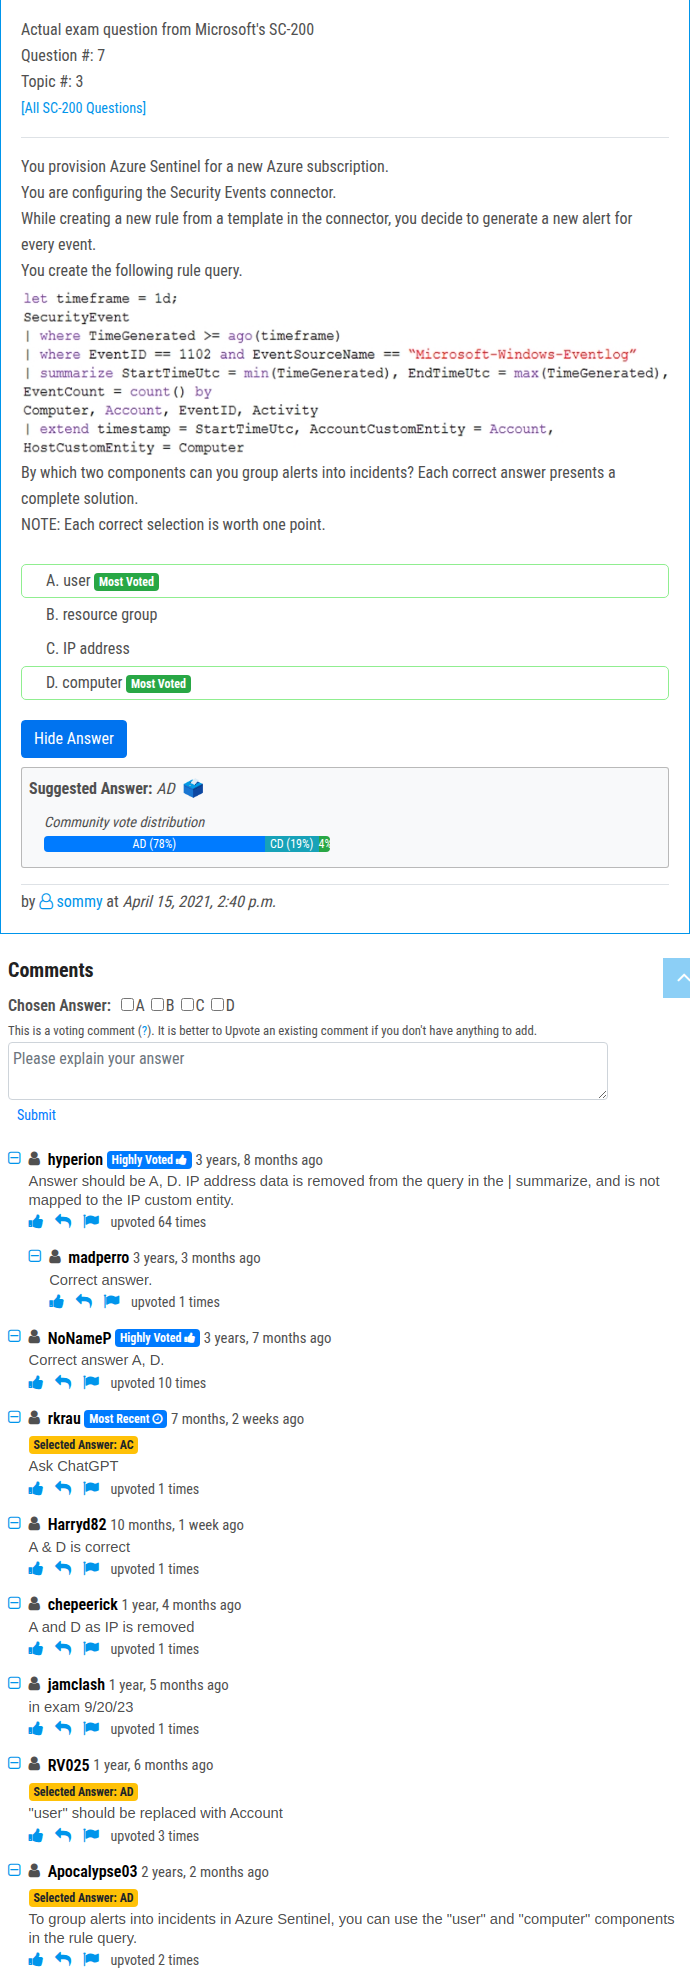 Actual exam question from Microsoft's SC-200
Question #: 7
Topic #: 3
[All SC-200 Questions]
You provision Azure Sentinel for a new Azure subscription.
You are configuring the Security Events connector.
While creating a new rule from a template in the connector, you decide to generate a new alert for
every event.
You create the following rule query.
let timeframe = 1d;
SecurityEvent
| where TimeGenerated >= ago(timeframe)
| where EventID == 1102 and EventSourceName == “Microsoft-Windows-Eventlog”
| summarize StartTimeUtc = min(TimeGenerated), EndTimeUtc = max(TimeGenerated),
EventCount = count() by
Computer, Account, EventID, Activity
| extend timestamp = StartTimeUtc, AccountCustomEntity = Account,
HostCustomEntity = Computer
By which two components can you group alerts into incidents? Each correct answer presents a
complete solution.
NOTE: Each correct selection is worth one point.
A. user Most Voted
B. resource group
C. IP address
D. computer Most Voted
Hide Answer
Suggested Answer: AD
Community vote distribution
AD (78%) CD (19%) 4%
by sommy at April 15, 2021, 2:40 p.m.
Comments
Chosen Answer: A B C D
This is a voting comment (?). It is better to Upvote an existing comment if you don't have anything to add.
Please explain your answer
Submit
hyperion Highly Voted 3 years, 8 months ago
Answer should be A, D. IP address data is removed from the query in the | summarize, and is not
mapped to the IP custom entity.
upvoted 64 times
madperro 3 years, 3 months ago
Correct answer.
upvoted 1 times
NoNameP Highly Voted 3 years, 7 months ago
Correct answer A, D.
upvoted 10 times
rkrau Most Recent 7 months, 2 weeks ago
Selected Answer: AC
Ask ChatGPT
upvoted 1 times
Harryd82 10 months, 1 week ago
A & D is correct
upvoted 1 times
chepeerick 1 year, 4 months ago
A and D as IP is removed
upvoted 1 times
jamclash 1 year, 5 months ago
in exam 9/20/23
upvoted 1 times
RV025 1 year, 6 months ago
Selected Answer: AD
"user" should be replaced with Account
upvoted 3 times
Apocalypse03 2 years, 2 months ago
Selected Answer: AD
To group alerts into incidents in Azure Sentinel, you can use the "user" and "computer" components
in the rule query.
upvoted 2 times